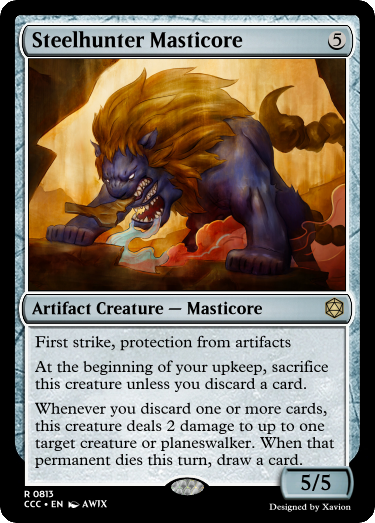 Steelhunter Masticore 5
Artifact Creature — Masticore
First strike, protection from artifacts
At the beginning of your upkeep, sacrifice
this creature unless you discard a card.
Whenever you discard one or more cards,
this creature deals 2 damage to up to one
target creature or planeswalker. When that
permanent dies this turn, draw a card.
5/5
R 0813
CCC • EN AWIX
Designed by Xavion